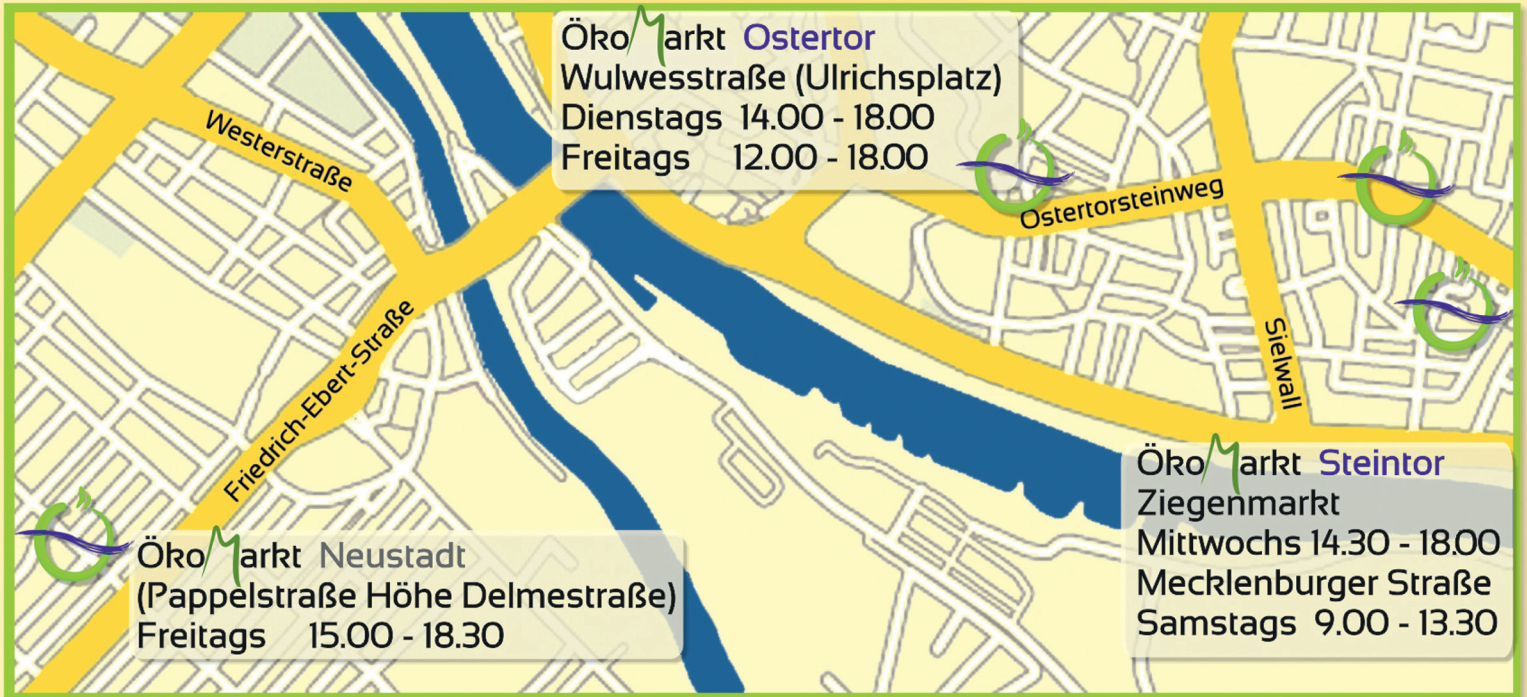 ÖkoMarkt Ostertor
Wulwesstraße (Ulrichsplatz)
Dienstags 14.00 - 18.00
Freitags 12.00 - 18.00
Westerstraße
Ostertorsteinweg
Friedrich-Ebert-Straße
Sielwall
ÖkoMarkt Steintor
Ziegenmarkt
Mittwochs 14.30 - 18.00
Mecklenburger Straße
Samstags 9.00 - 13.30
ÖkoMarkt Neustadt
(Pappelstraße Höhe Delmestraße)
Freitags 15.00 - 18.30